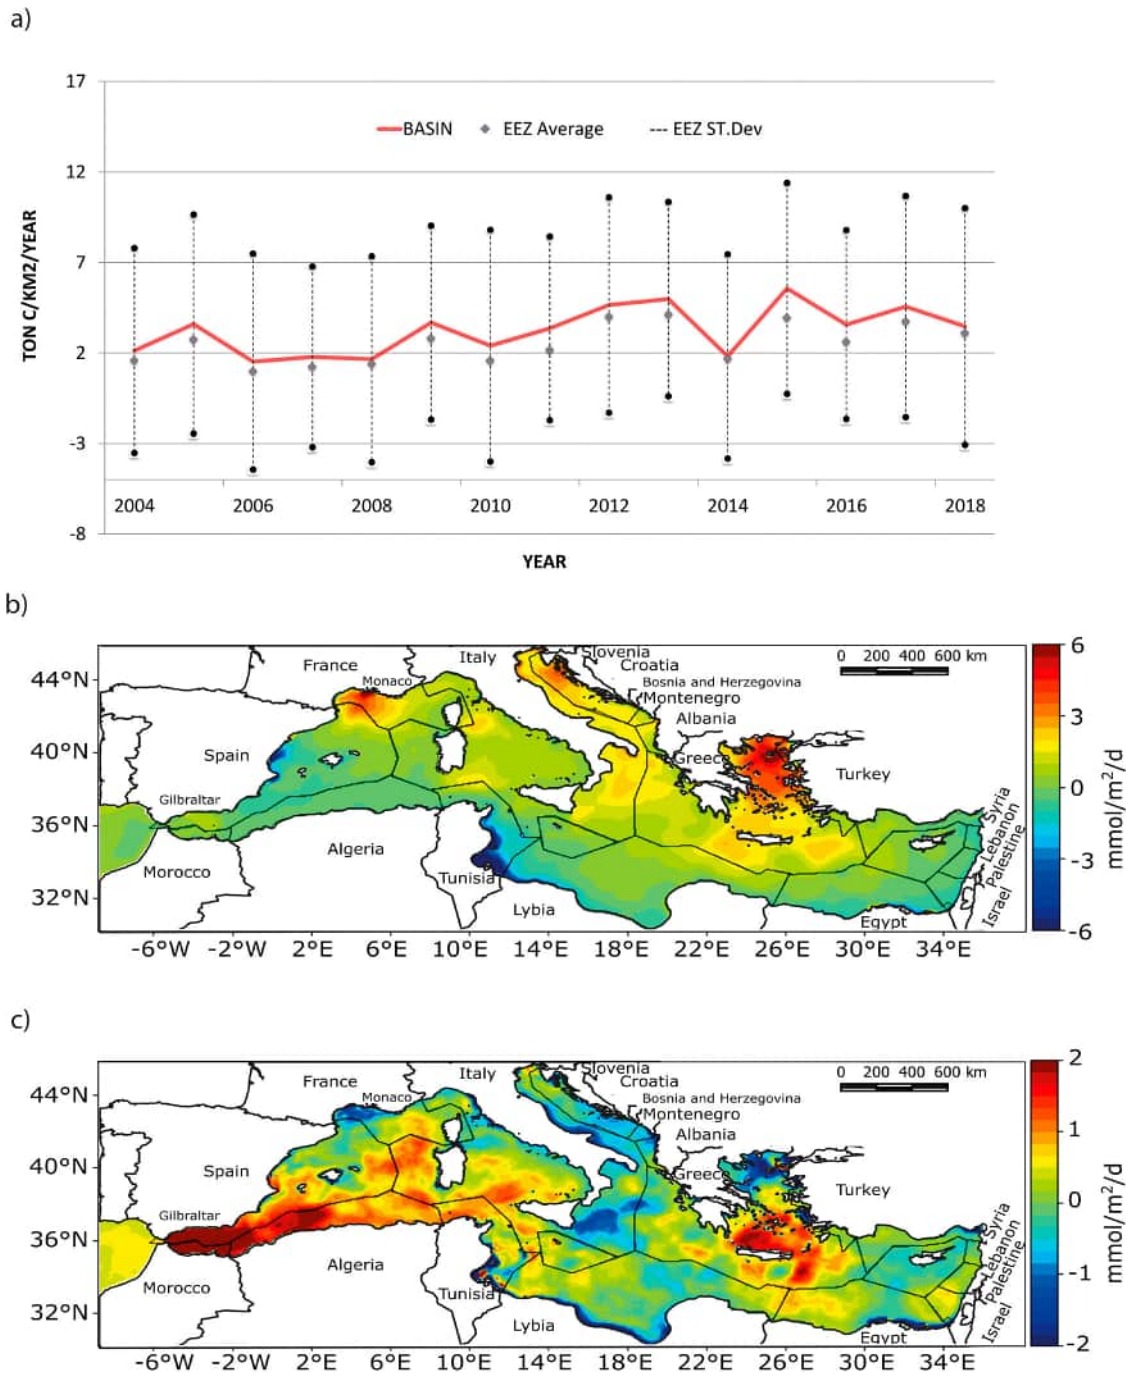 a)
17
BASIN EEZ Average EEZ ST.Dev
12
7
2
-3
-8
TON C/KM2/YEAR
2004 2006 2008 2010 2012 2014 2016 2018
YEAR
b)
44°N
40°N
36°N
32°N
-6°W -2°W 2°E 6°E 10°E 14°E 18°E 22°E 26°E 30°E 34°E
France
Monaco
Italy
Slovenia
Croatia
Bosnia and Herzegovina
Montenegro
Albania
Greece
Turkey
Spain
Gilbraltar
Morocco
Algeria
Tunisia
Lybia
Egypt
Syria
Lebanon
Palestine
Israel
0 200 400 600 km
6
3
0
-3
-6
mmol/m²/d
c)
44°N
40°N
36°N
32°N
-6°W -2°W 2°E 6°E 10°E 14°E 18°E 22°E 26°E 30°E 34°E
France
Monaco
Italy
Slovenia
Croatia
Bosnia and Herzegovina
Montenegro
Albania
Greece
Turkey
Spain
Gilbraltar
Morocco
Algeria
Tunisia
Lybia
Egypt
Syria
Lebanon
Palestine
Israel
0 200 400 600 km
2
1
0
-1
-2
mmol/m²/d